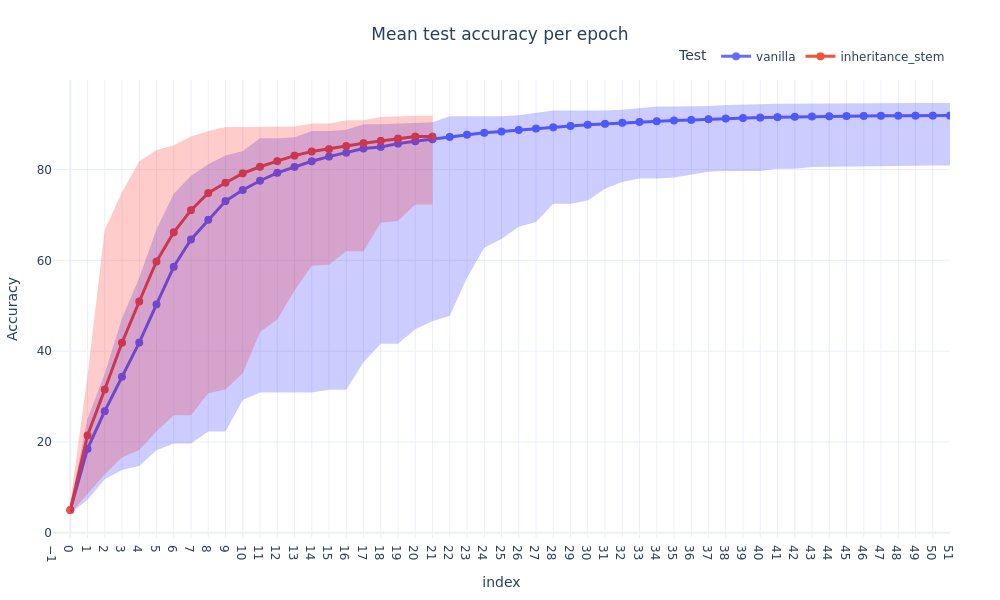 Mean test accuracy per epoch
Test vanilla inheritance_stem
Accuracy
80
60
40
20
0
−1 0 1 2 3 4 5 6 7 8 9 10 11 12 13 14 15 16 17 18 19 20 21 22 23 24 25 26 27 28 29 30 31 32 33 34 35 36 37 38 39 40 41 42 43 44 45 46 47 48 49 50 51
index